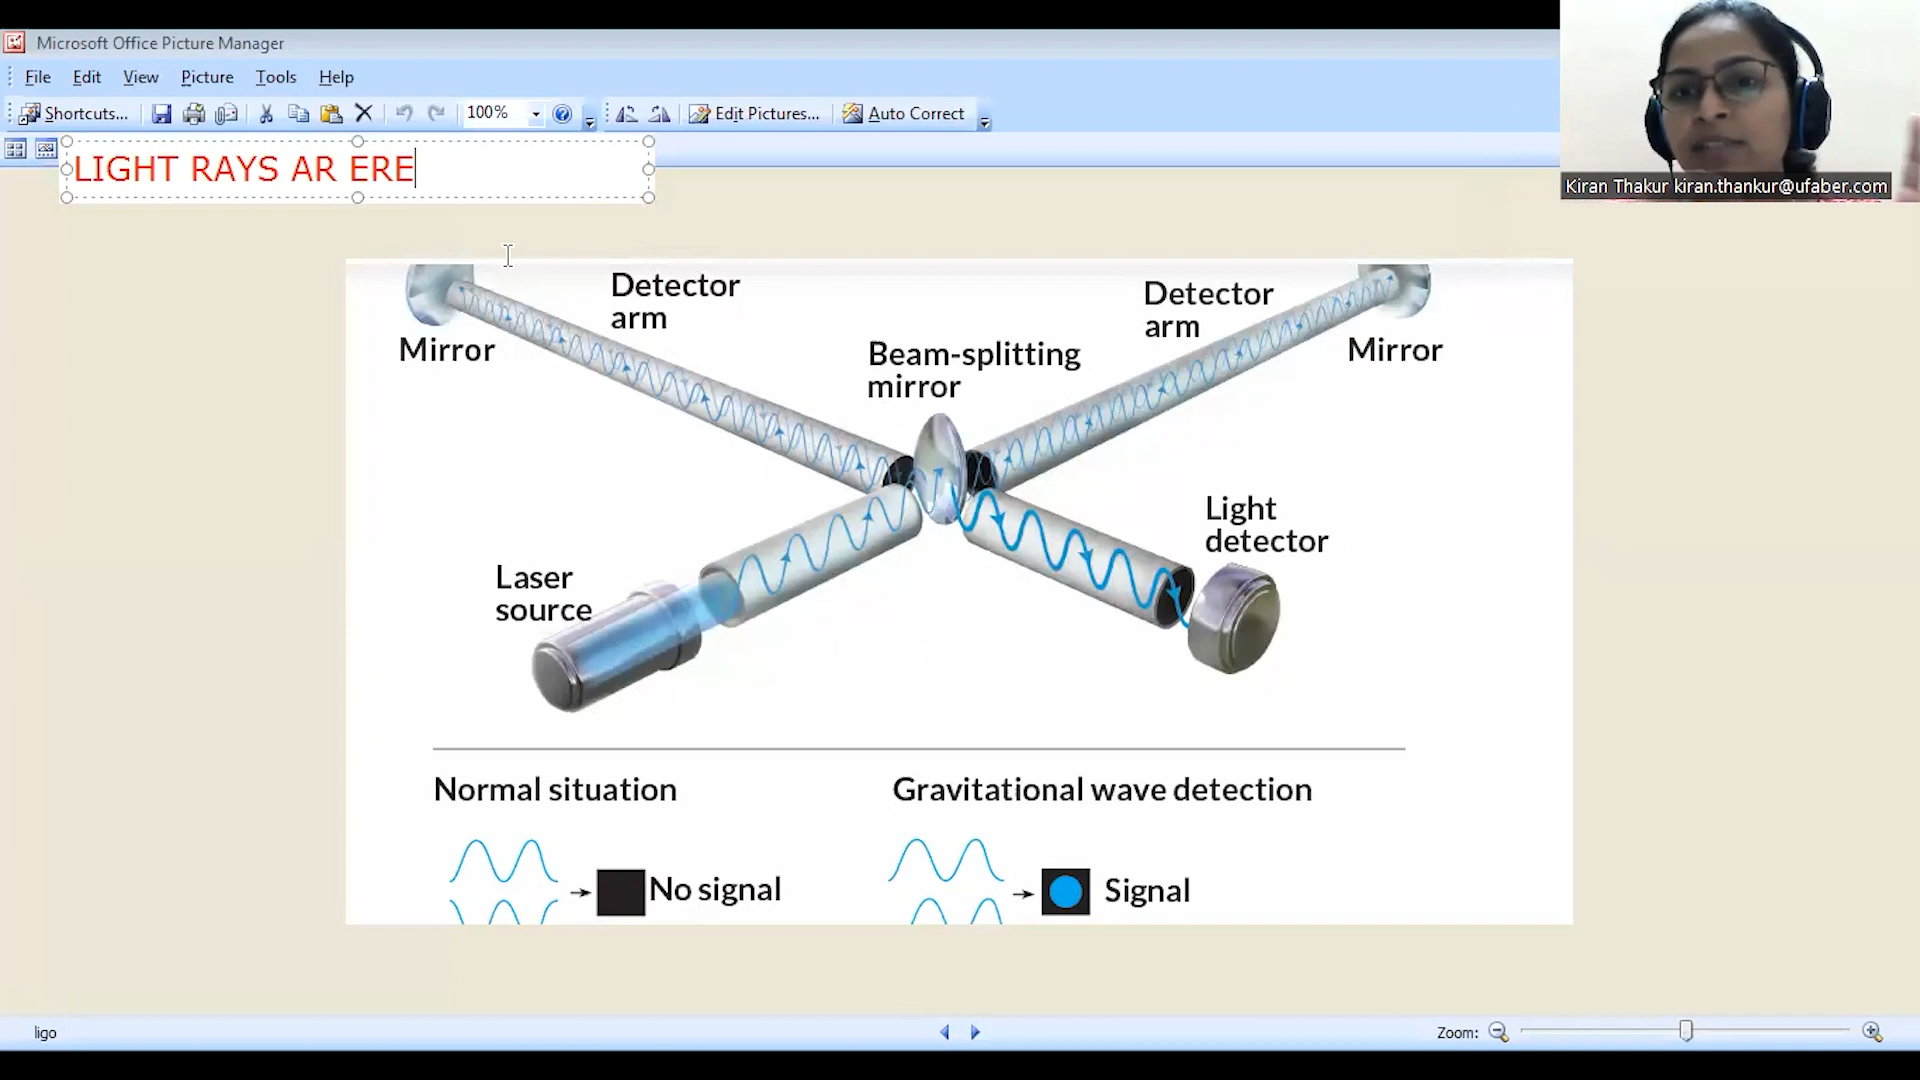 Microsoft Office Picture Manager
File Edit View Picture Tools Help
Shortcuts... 100% Edit Pictures... Auto Correct
LIGHT RAYS AR ERE
Kiran Thakur kiran.thankur@ufaber.com
Detector
arm
Detector
arm
Mirror
Beam-splitting
mirror
Mirror
Light
detector
Laser
source
Normal situation
Gravitational wave detection
No signal
Signal
ligo
Zoom: